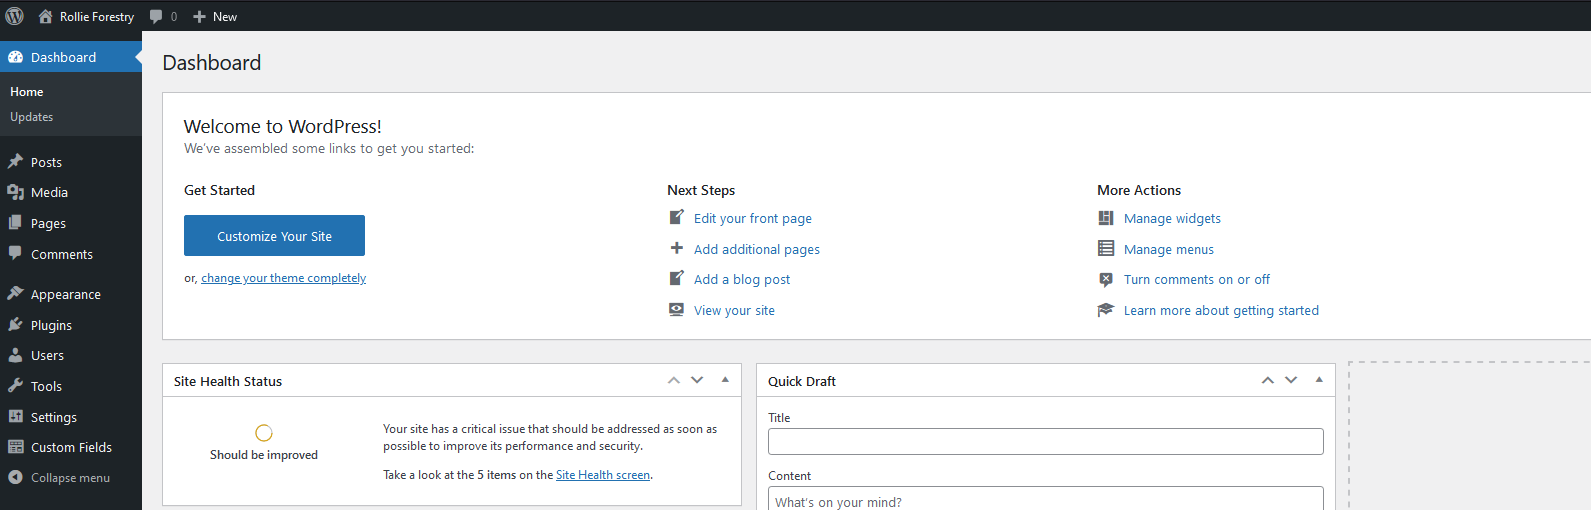 Rollie Forestry 0 New
Dashboard
Home
Updates
Posts
Media
Pages
Comments
Appearance
Plugins
Users
Tools
Settings
Custom Fields
Collapse menu
Dashboard
Welcome to WordPress!
We've assembled some links to get you started:
Get Started
Customize Your Site
or, change your theme completely
Next Steps
Edit your front page
Add additional pages
Add a blog post
View your site
More Actions
Manage widgets
Manage menus
Turn comments on or off
Learn more about getting started
Site Health Status
Should be improved
Your site has a critical issue that should be addressed as soon as
possible to improve its performance and security.
Take a look at the 5 items on the Site Health screen.
Quick Draft
Title
Content
What's on your mind?